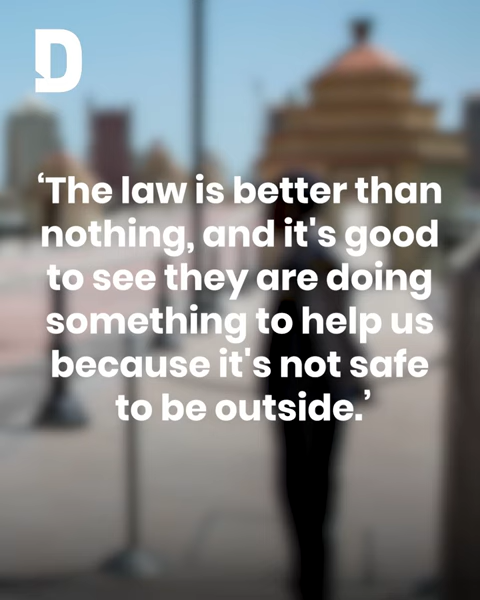 D
‘The law is better than
nothing, and it's good
to see they are doing
something to help us
because it's not safe
to be outside.’